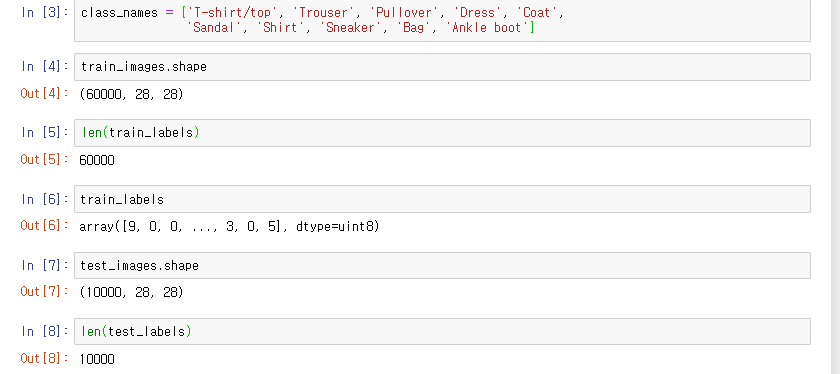 In [3]: class_names = ['T-shirt/top', 'Trouser', 'Pullover', 'Dress', 'Coat',
'Sandal', 'Shirt', 'Sneaker', 'Bag', 'Ankle boot']
In [4]: train_images.shape
Out[4]: (60000, 28, 28)
In [5]: len(train_labels)
Out[5]: 60000
In [6]: train_labels
Out[6]: array([9, 0, 0, ..., 3, 0, 5], dtype=uint8)
In [7]: test_images.shape
Out[7]: (10000, 28, 28)
In [8]: len(test_labels)
Out[8]: 10000